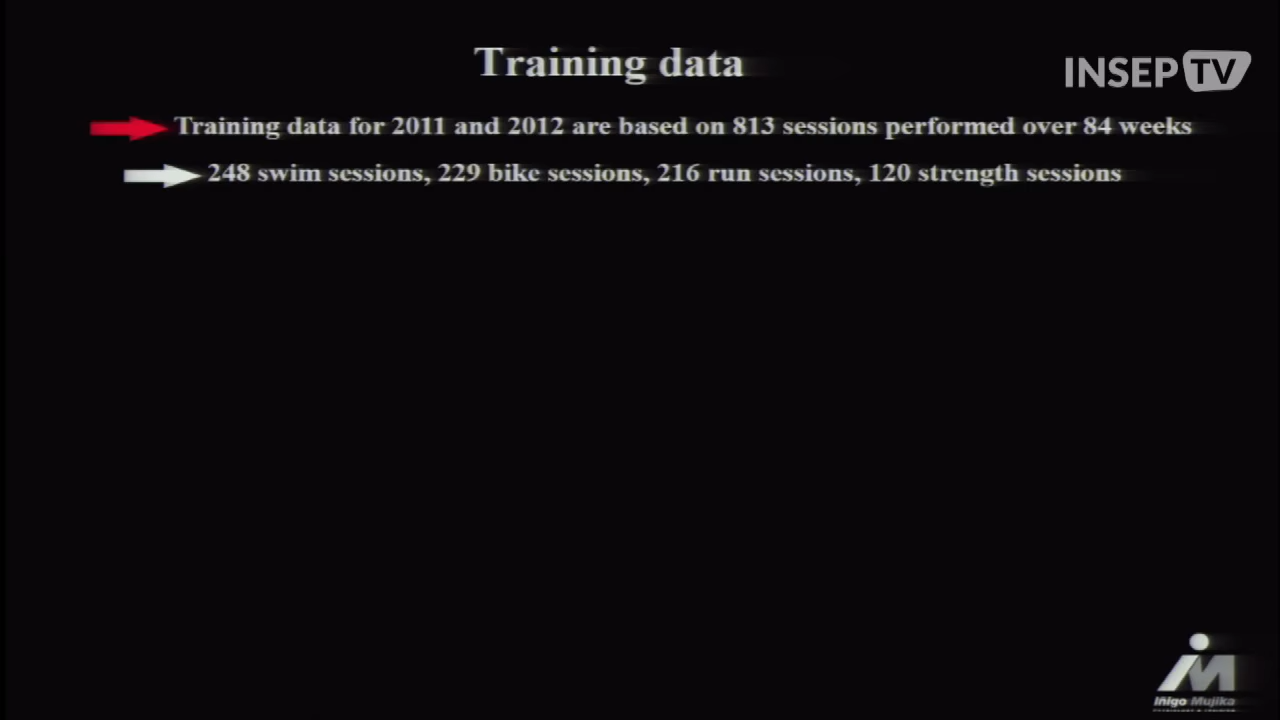 Training data
INSEP TV
Training data for 2011 and 2012 are based on 813 sessions performed over 84 weeks
248 swim sessions, 229 bike sessions, 216 run sessions, 120 strength sessions
Iñigo Mujika